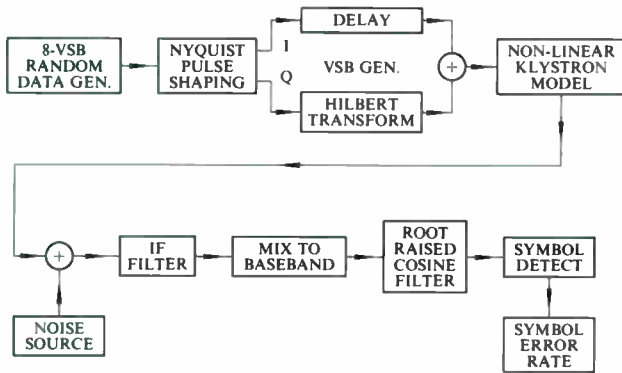 8-VSB
RANDOM
DATA GEN.
NYQUIST
PULSE
SHAPING
I
Q
DELAY
VSB GEN.
HILBERT
TRANSFORM
+
NON-LINEAR
KLYSTRON
MODEL
+
NOISE
SOURCE
IF
FILTER
MIX TO
BASEBAND
ROOT
RAISED
COSINE
FILTER
SYMBOL
DETECT
SYMBOL
ERROR
RATE